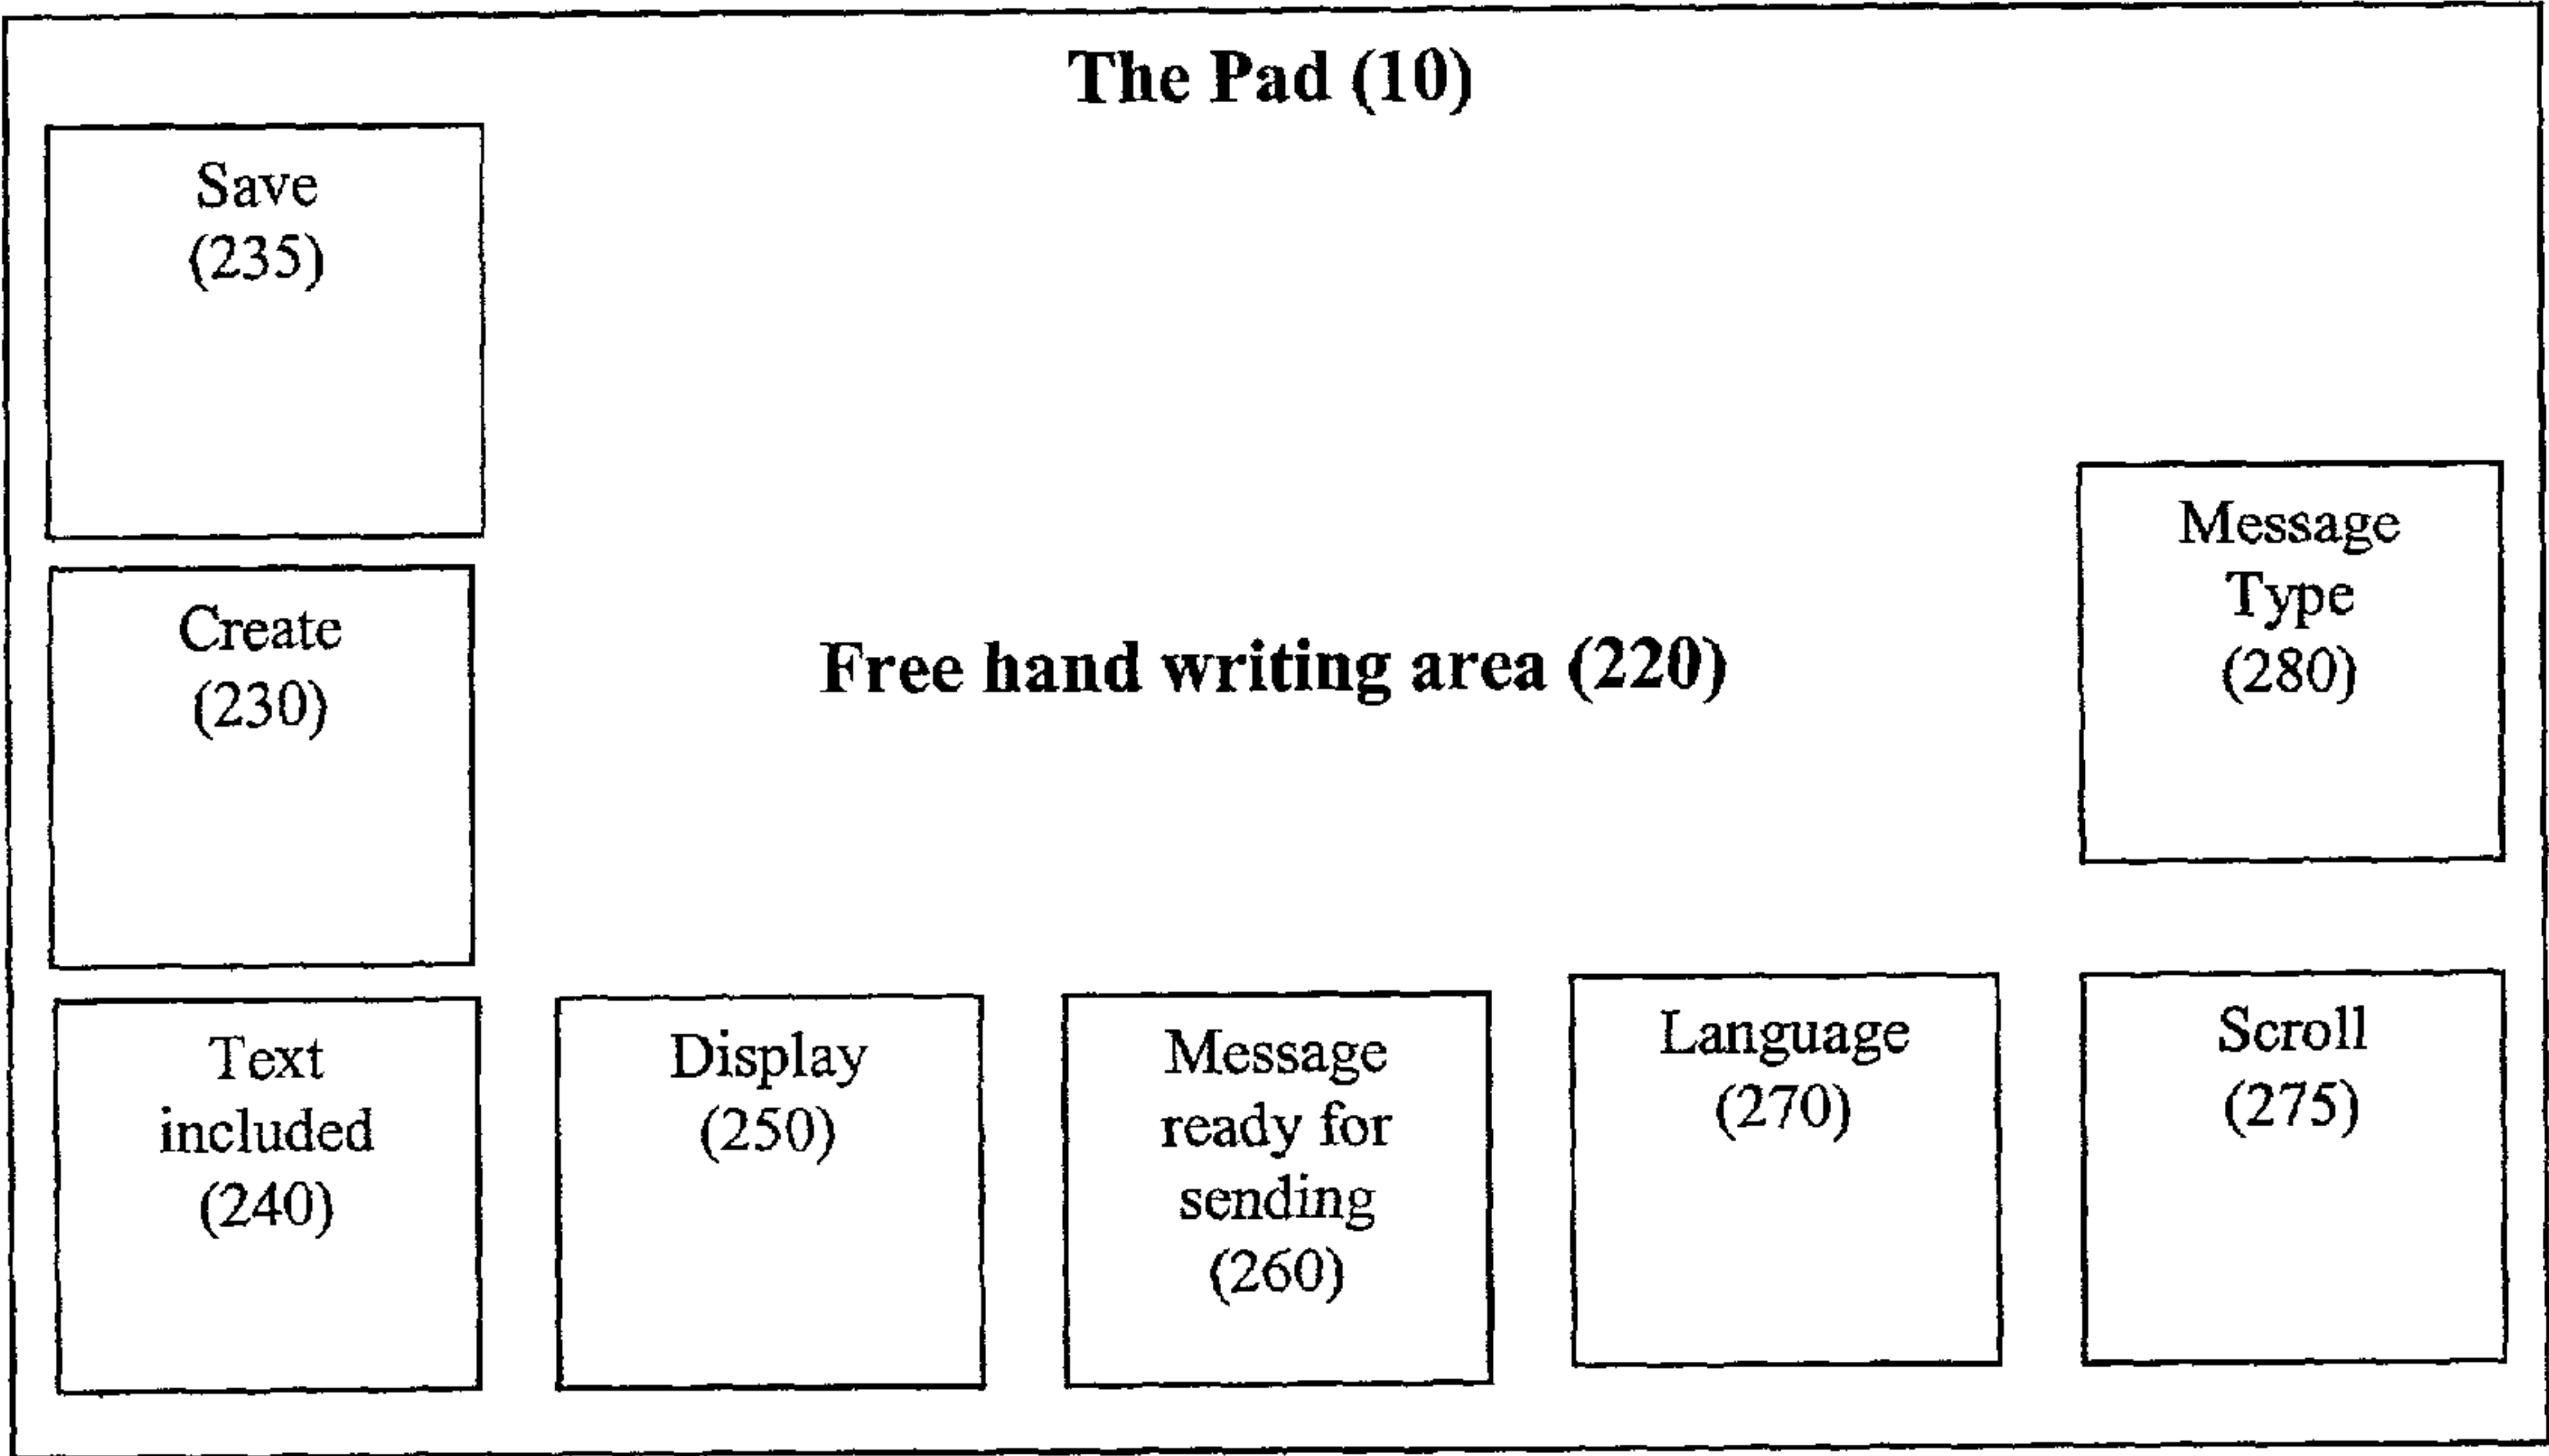 The Pad (10)
Save
(235)
Create
(230)
Free hand writing area (220)
Message
Type
(280)
Text
included
(240)
Display
(250)
Message
ready for
sending
(260)
Language
(270)
Scroll
(275)